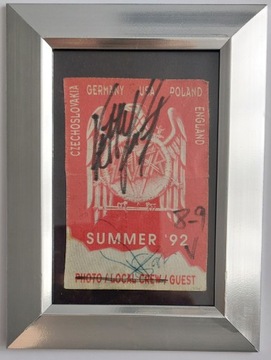 CZECHOSLOVAKIA GERMANY USA POLAND ENGLAND
SUMMER '92
PHOTO / LOCAL CREW / GUEST